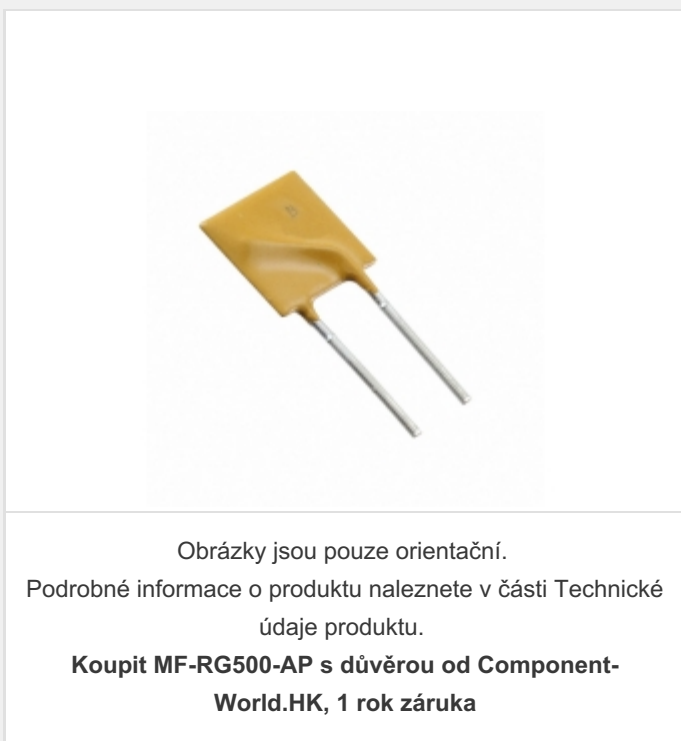 Obrázky jsou pouze orientační.
Podrobné informace o produktu naleznete v části Technické
údaje produktu.
Koupit MF-RG500-AP s důvěrou od Component-
World.HK, 1 rok záruka